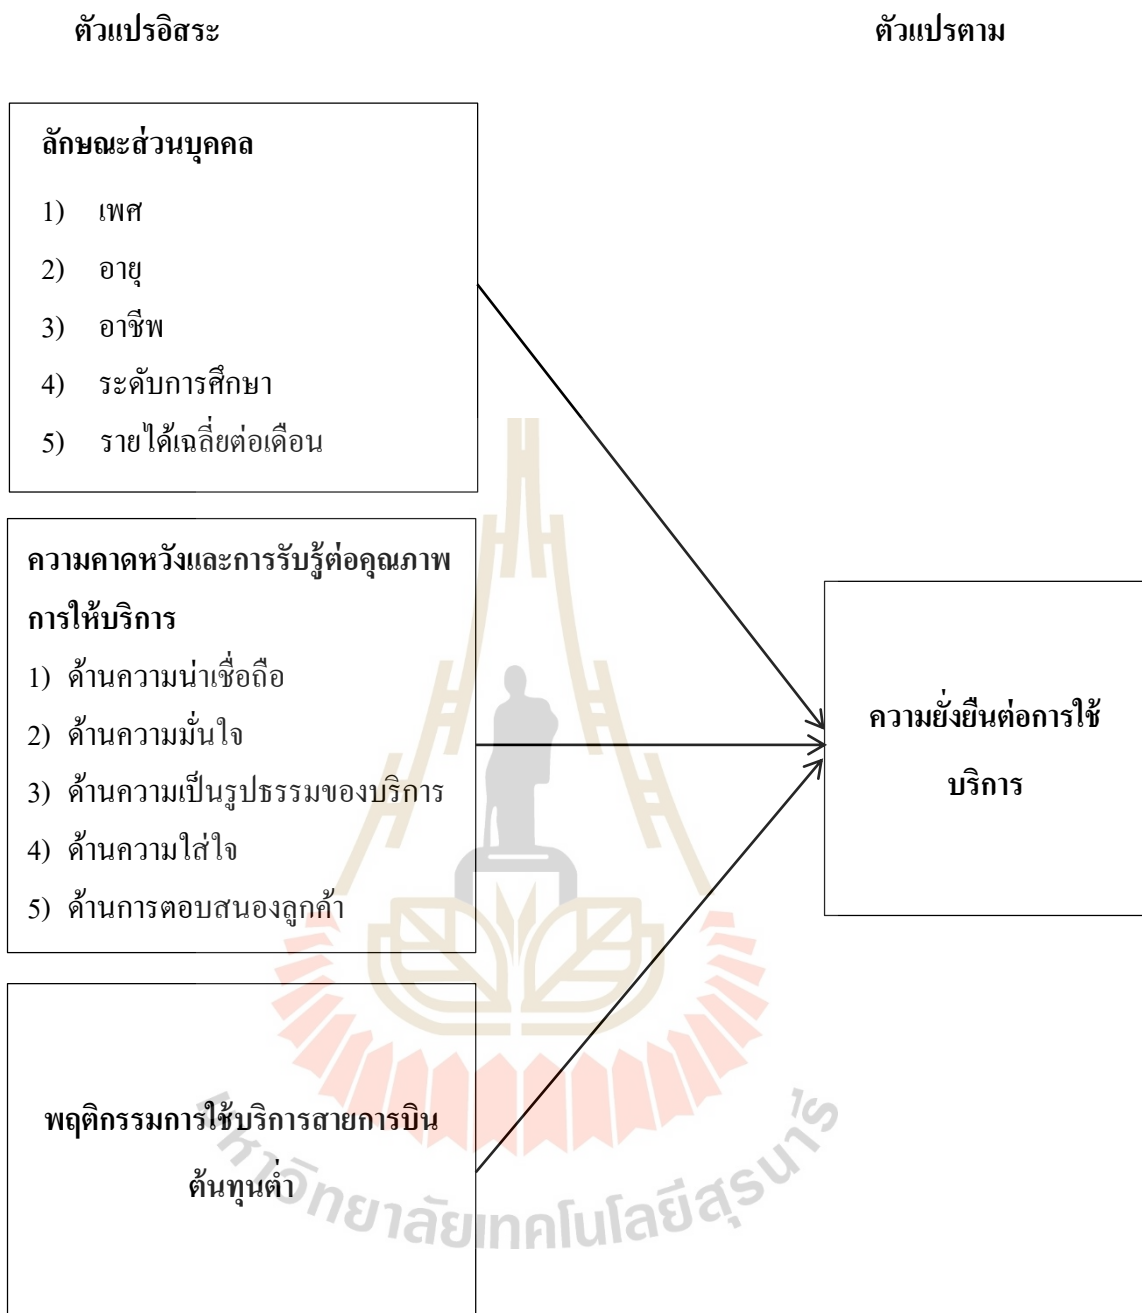 ตัวแปรอิสระ
ตัวแปรตาม
ลักษณะส่วนบุคคล
1) เพศ
2) อายุ
3) อาชีพ
4) ระดับการศึกษา
5) รายได้เฉลี่ยต่อเดือน
ความคาดหวังและการรับรู้ต่อคุณภาพ
การให้บริการ
1) ด้านความน่าเชื่อถือ
2) ด้านความมั่นใจ
3) ด้านความเป็นรูปธรรมของบริการ
4) ด้านความใส่ใจ
5) ด้านการตอบสนองลูกค้า
ความยั่งยืนต่อการใช้
บริการ
พฤติกรรมการใช้บริการสายการบิน
ต้นทุนต่ำ
มหาวิทยาลัยเทคโนโลยีสุรนารี